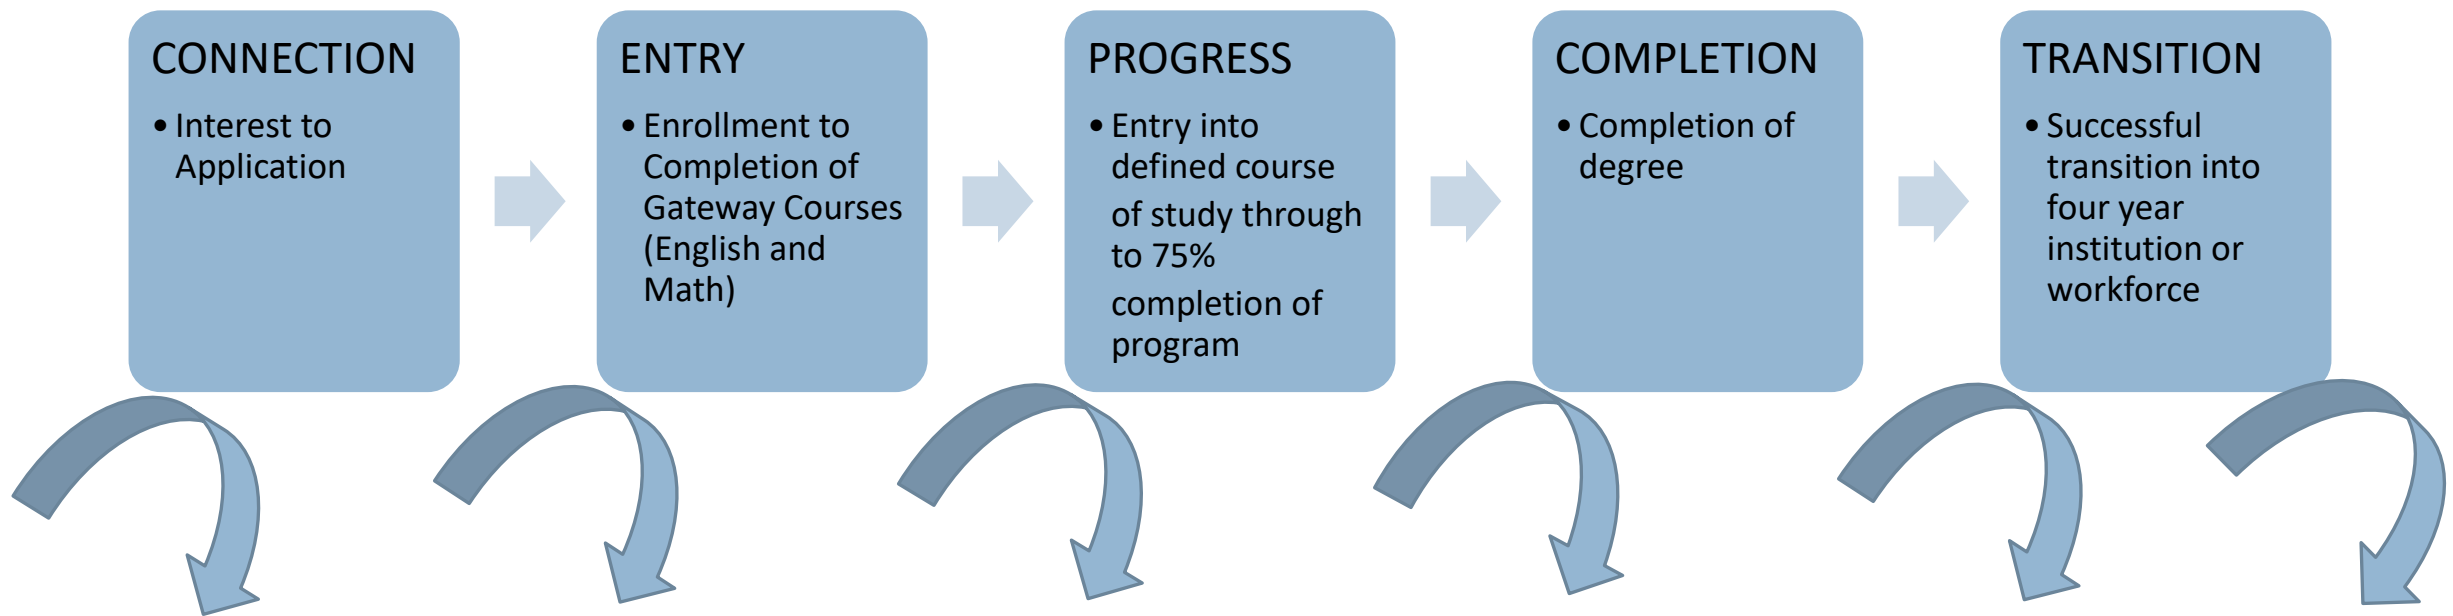 CONNECTION
• Interest to
Application
ENTRY
• Enrollment to
Completion of
Gateway Courses
(English and
Math)
PROGRESS
• Entry into
defined course
of study through
to 75%
completion of
program
COMPLETION
• Completion of
degree
TRANSITION
• Successful
transition into
four year
institution or
workforce